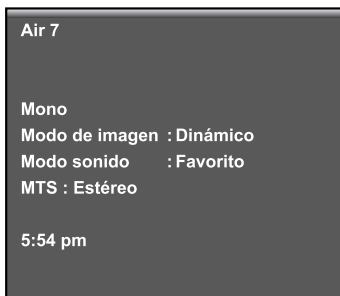 Air 7
Mono
Modo de imagen : Dinámico
Modo sonido : Favorito
MTS : Estéreo
5:54 pm